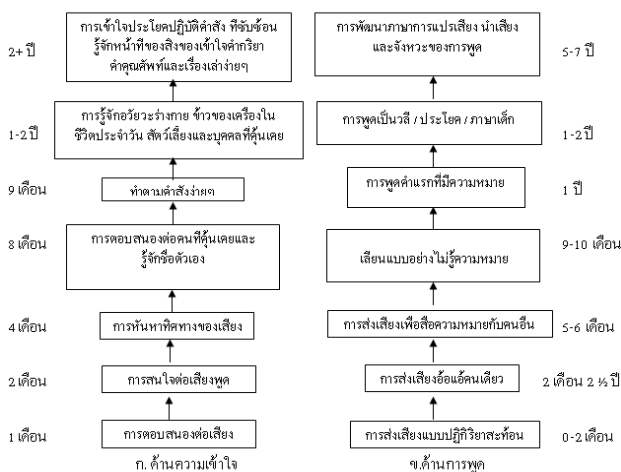 2+ ปี
การเข้าใจประโยคปฏิบัติคำสั่ง ที่ซับซ้อน
รู้จักหน้าที่ของสิ่งของเข้าใจคำกริยา
คำคุณศัพท์และเรื่องเล่าง่ายๆ
1-2 ปี
การรู้จักอวัยวะร่างกาย ข้าวของเครื่องใน
ชีวิตประจำวัน สัตว์เลี้ยงและบุคคลที่คุ้นเคย
9 เดือน
ทำตามคำสั่งง่ายๆ
8 เดือน
การตอบสนองต่อคนที่คุ้นเคยและ
รู้จักชื่อตัวเอง
4 เดือน
การหันหาทิศทางของเสียง
2 เดือน
การสนใจต่อเสียงพูด
1 เดือน
การตอบสนองต่อเสียง
ก. ด้านความเข้าใจ
การพัฒนาภาษาการแปรเสียง นำเสียง
และจังหวะของการพูด
5-7 ปี
การพูดเป็นวลี / ประโยค / ภาษาเด็ก
1-2 ปี
การพูดคำแรกที่มีความหมาย
1 ปี
เลียนแบบอย่างไม่รู้ความหมาย
9-10 เดือน
การส่งเสียงเพื่อสื่อความหมายกับคนอื่น
5-6 เดือน
การส่งเสียงอ้อแอ้คนเดียว
2 เดือน 2 ½ ปี
การส่งเสียงแบบปฏิกิริยาสะท้อน
0-2 เดือน
ข.ด้านการพูด